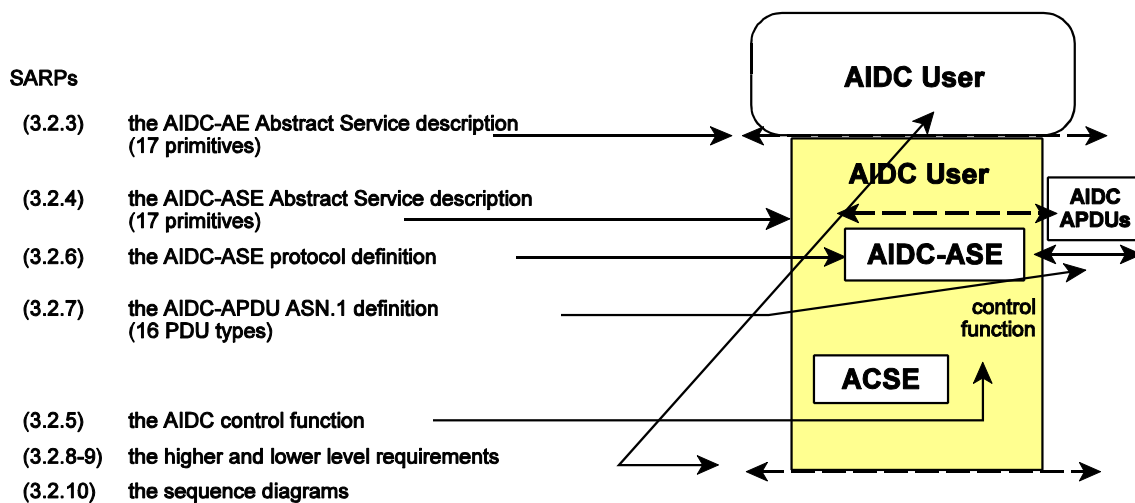 SARPs
(3.2.3) the AIDC-AE Abstract Service description
(17 primitives)
(3.2.4) the AIDC-ASE Abstract Service description
(17 primitives)
(3.2.6) the AIDC-ASE protocol definition
(3.2.7) the AIDC-APDU ASN.1 definition
(16 PDU types)
(3.2.5) the AIDC control function
(3.2.8-9) the higher and lower level requirements
(3.2.10) the sequence diagrams
AIDC User
AIDC User
AIDC
APDUs
AIDC-ASE
control
function
ACSE